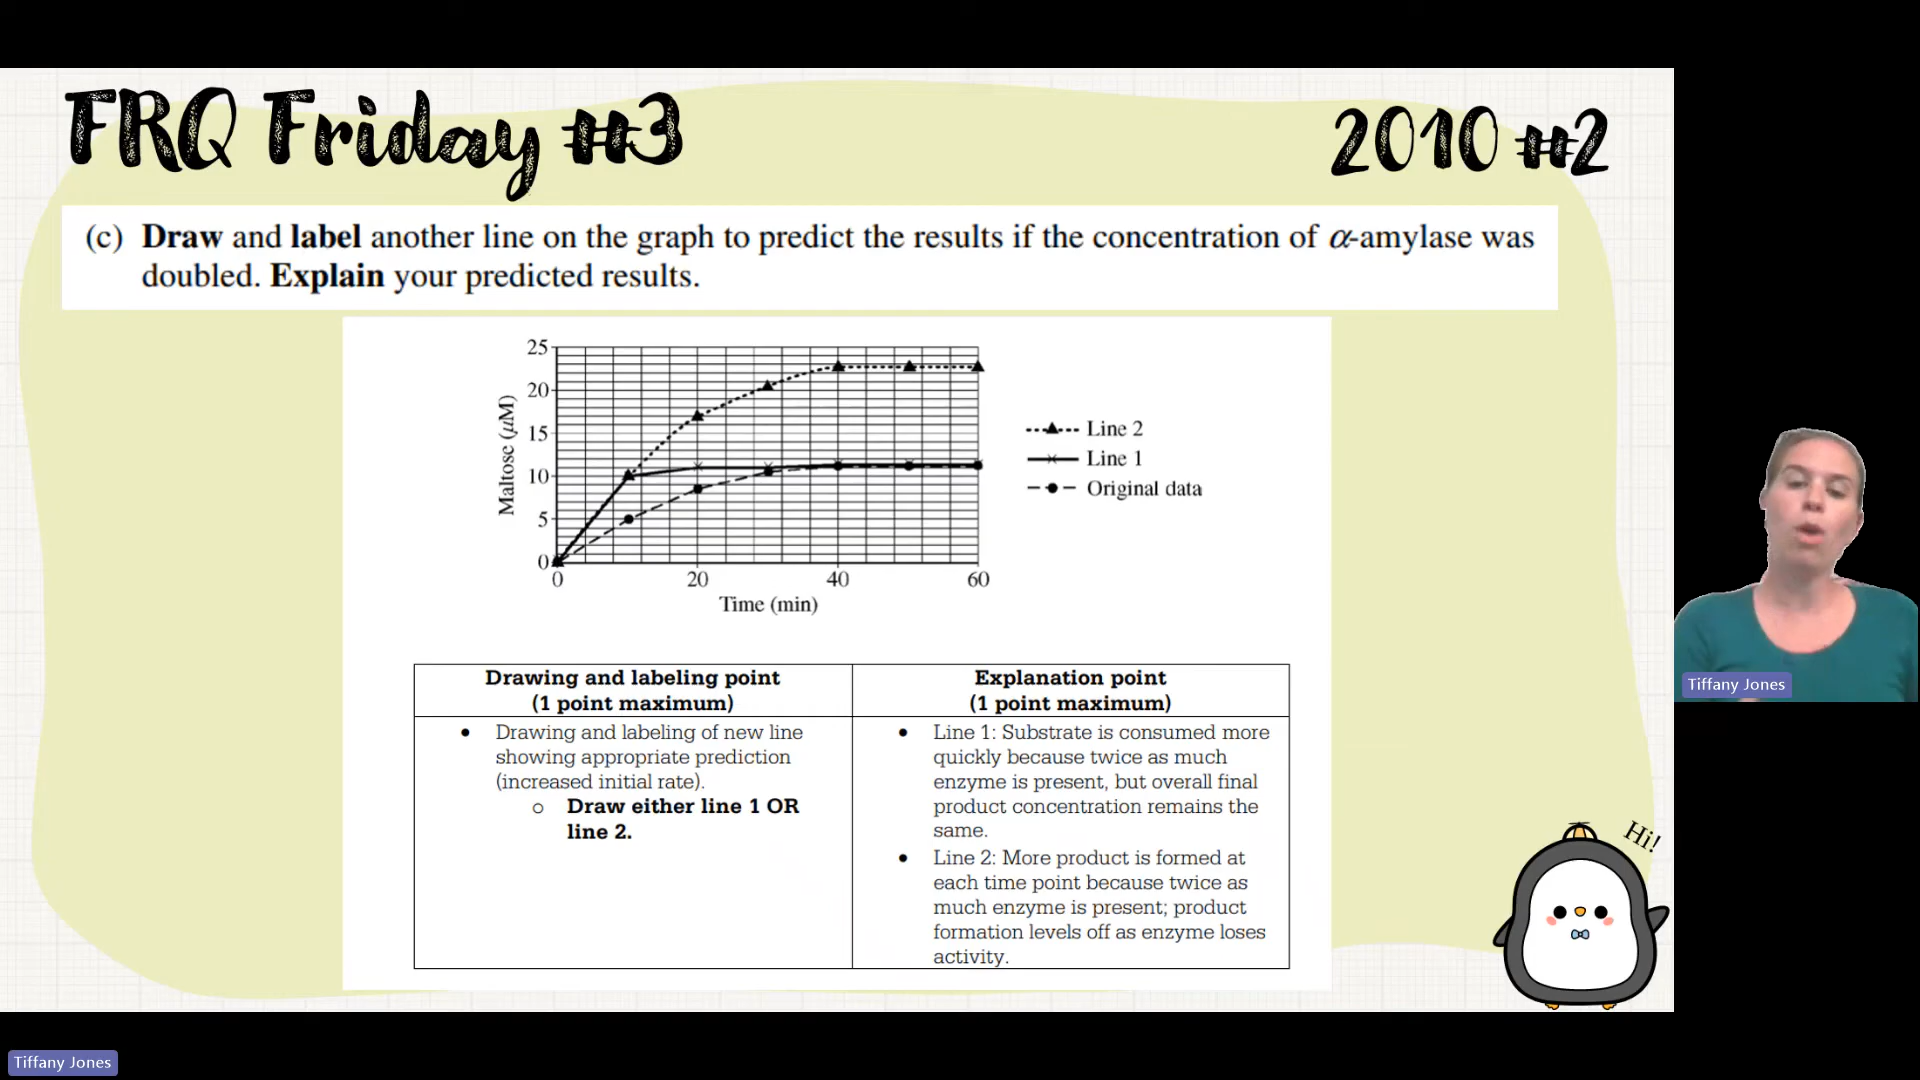 FRQ Friday #3
2010 #2
(c) Draw and label another line on the graph to predict the results if the concentration of α-amylase was
doubled. Explain your predicted results.
25
20
15
10
5
0
Maltose (μM)
0
20
40
60
Time (min)
Line 2
Line 1
Original data
Drawing and labeling point
(1 point maximum)
• Drawing and labeling of new line
showing appropriate prediction
(increased initial rate).
○ Draw either line 1 OR
line 2.
Explanation point
(1 point maximum)
• Line 1: Substrate is consumed more
quickly because twice as much
enzyme is present, but overall final
product concentration remains the
same.
• Line 2: More product is formed at
each time point because twice as
much enzyme is present; product
formation levels off as enzyme loses
activity.
Hi!
Tiffany Jones
Tiffany Jones